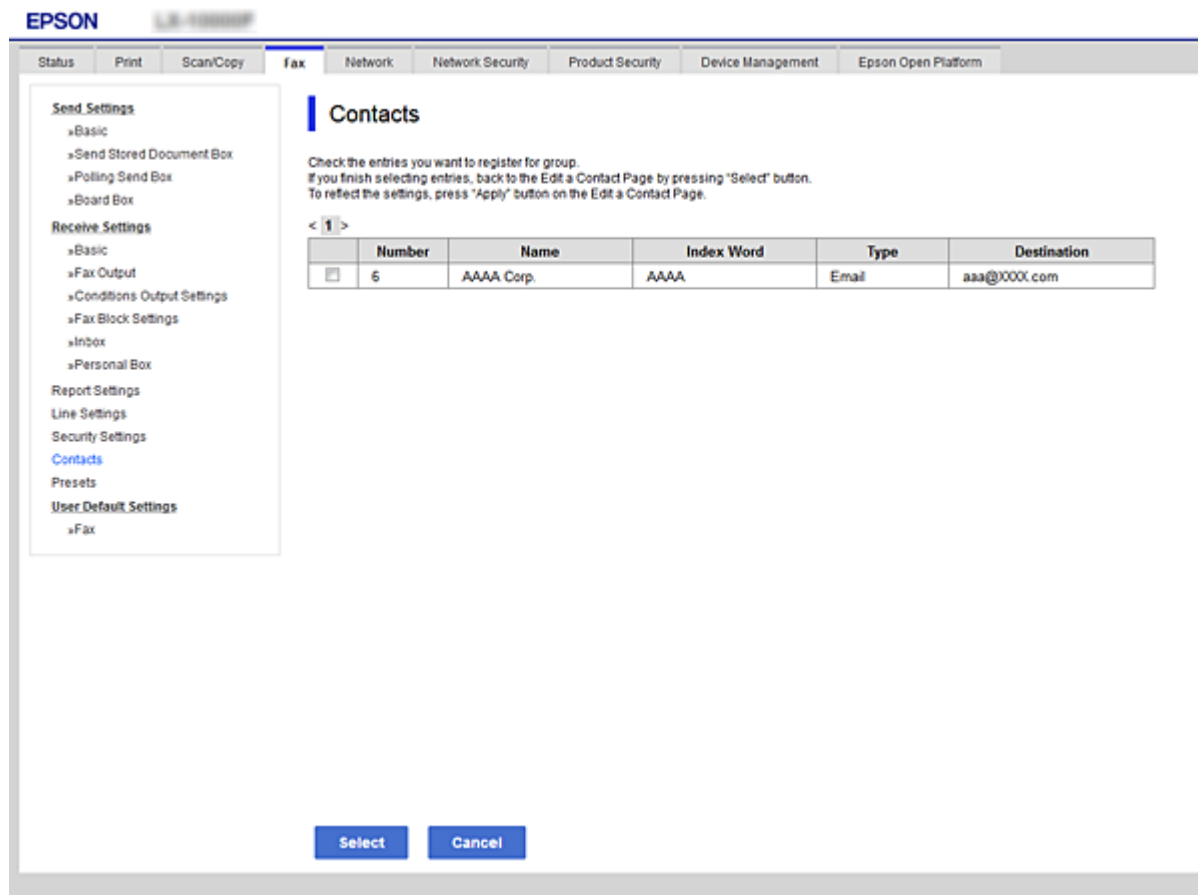 EPSON
Status Print Scan/Copy Fax Network Network Security Product Security Device Management Epson Open Platform
Send Settings
»Basic
»Send Stored Document Box
»Polling Send Box
»Board Box
Receive Settings
»Basic
»Fax Output
»Conditions Output Settings
»Fax Block Settings
»Inbox
»Personal Box
Report Settings
Line Settings
Security Settings
Contacts
Presets
User Default Settings
»Fax
Contacts
Check the entries you want to register for group.
If you finish selecting entries, back to the Edit a Contact Page by pressing "Select" button.
To reflect the settings, press "Apply" button on the Edit a Contact Page.
< 1 >
Number Name Index Word Type Destination
6 AAAA Corp. AAAA Email aaa@XXXX.com
Select Cancel